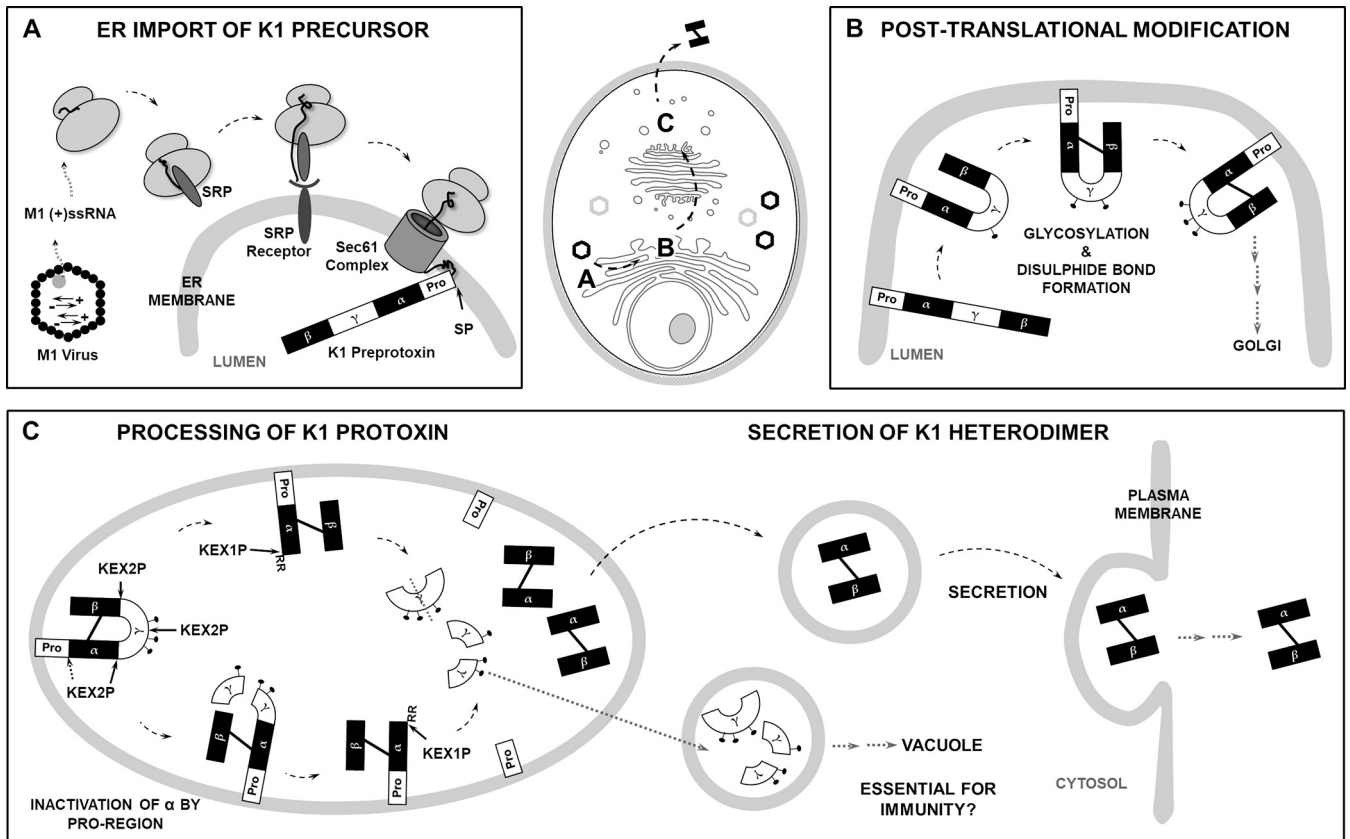 A ER IMPORT OF K1 PRECURSOR
SRP
M1 (+)ssRNA
SRP
Receptor
Sec61
Complex
ER
MEMBRANE
Pro
α
γ
β
SP
K1 Preprotoxin
+
-
+
-
M1 Virus
LUMEN
C
B
A
B POST-TRANSLATIONAL MODIFICATION
Pro
α
β
γ
β
γ
Pro
α
Pro
α
β
γ
GLYCOSYLATION
&
DISULPHIDE BOND
FORMATION
Pro
α
γ
β
LUMEN
GOLGI
C PROCESSING OF K1 PROTOXIN
SECRETION OF K1 HETERODIMER
Pro
α
β
KEX1P
RR
KEX2P
β
γ
KEX2P
Pro
α
KEX2P
γ
γ
β
α
Pro
β
α
RR
KEX1P
Pro
γ
γ
γ
Pro
β
α
α
β
Pro
INACTIVATION OF α BY
PRO-REGION
α
β
SECRETION
PLASMA
MEMBRANE
α
β
α
β
γ
γ
γ
VACUOLE
ESSENTIAL FOR
IMMUNITY?
CYTOSOL